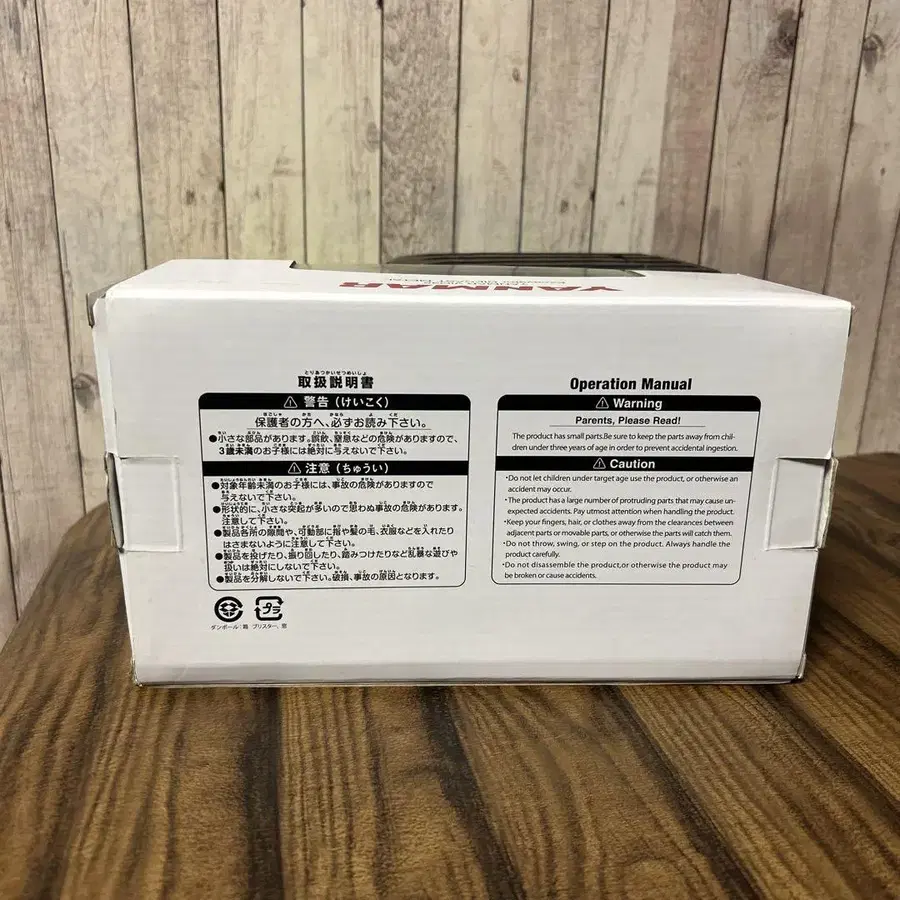 YANMAR
取扱説明書
警告（けいこく）
保護者の方へ、必ずお読み下さい。
●小さな部品があります。誤飲、窒息などの危険がありますので、
３歳未満のお子様には絶対に与えないで下さい。
注意（ちゅうい）
●対象年齢未満のお子様には、事故の危険がありますので
与えないで下さい。
●形状的に、小さな突起が多いので思わぬ事故の危険があります。
注意して下さい。
●製品各所の隙間や、可動部に指や髪の毛、衣服などを入れたり
はさまないように注意して下さい。
●製品を投げたり、振り回したり、踏みつけたりなど乱暴な遊びや
扱いは絶対にしないで下さい。
●製品を分解しないで下さい。破損、事故の原因となります。
プラ
ダンボール：箱 ブリスター、窓
Operation Manual
Warning
Parents, Please Read!
The product has small parts.Be sure to keep the parts away from chil-
dren under three years of age in order to prevent accidental ingestion.
Caution
･Do not let children under target age use the product, or otherwise an
accident may occur.
･The product has a large number of protruding parts that may cause un-
expected accidents. Pay utmost attention when handling the product.
･Keep your fingers, hair, or clothes away from the clearances between
adjacent parts or movable parts, or otherwise the parts will catch them.
･Do not throw, swing, or step on the product. Always handle the
product carefully.
･Do not disassemble the product,or otherwise the product may
be broken or cause accidents.